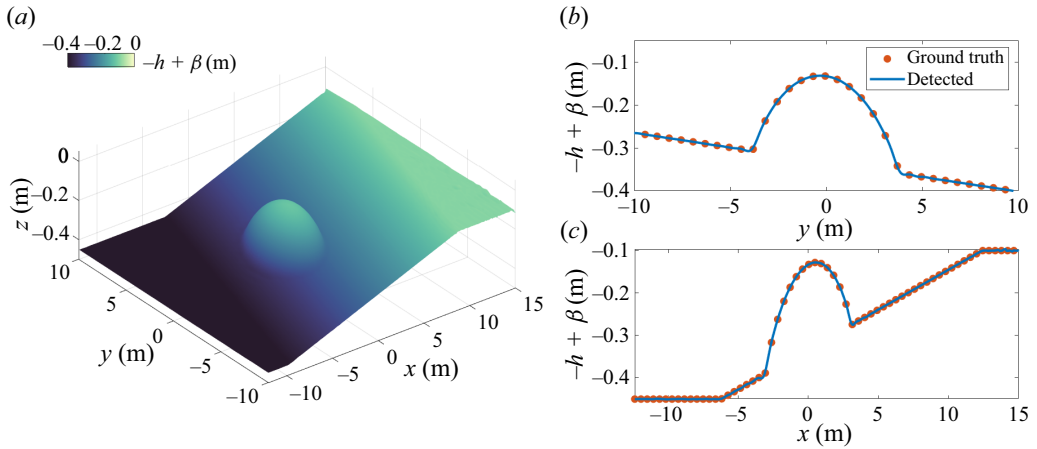 (a)
−0.4 −0.2 0
−h + β (m)
0
−0.2
−0.4
z (m)
10
5
0
−5
−10
y (m)
−10
−5
0
5
10
15
x (m)
(b)
−0.1
−0.2
−0.3
−0.4
−h + β (m)
Ground truth
Detected
−10 −5 0 5 10
y (m)
(c)
−0.1
−0.2
−0.3
−0.4
−h + β (m)
−10 −5 0 5 10 15
x (m)